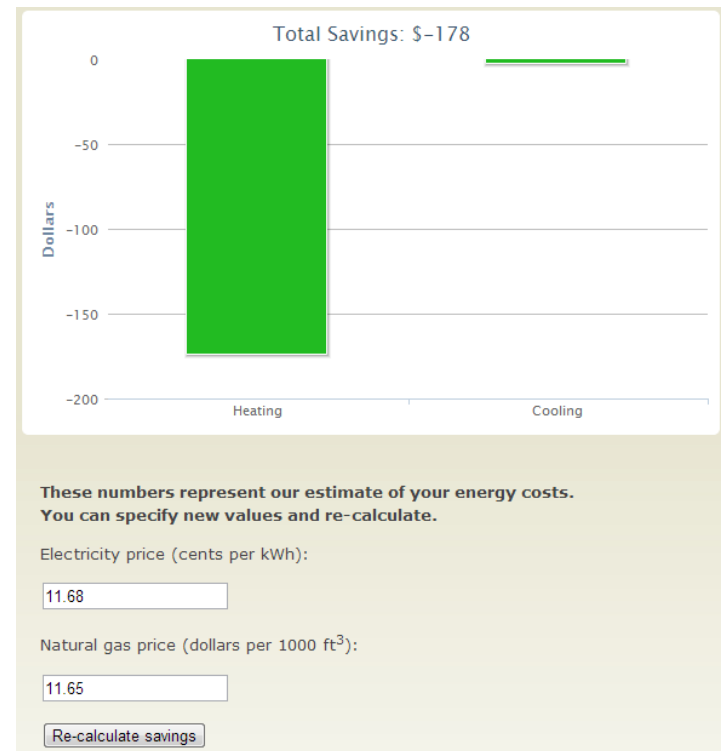 Total Savings: $-178
0
-50
-100
-150
-200
Dollars
Heating
Cooling
These numbers represent our estimate of your energy costs.
You can specify new values and re-calculate.
Electricity price (cents per kWh):
11.68
Natural gas price (dollars per 1000 ft³):
11.65
Re-calculate savings